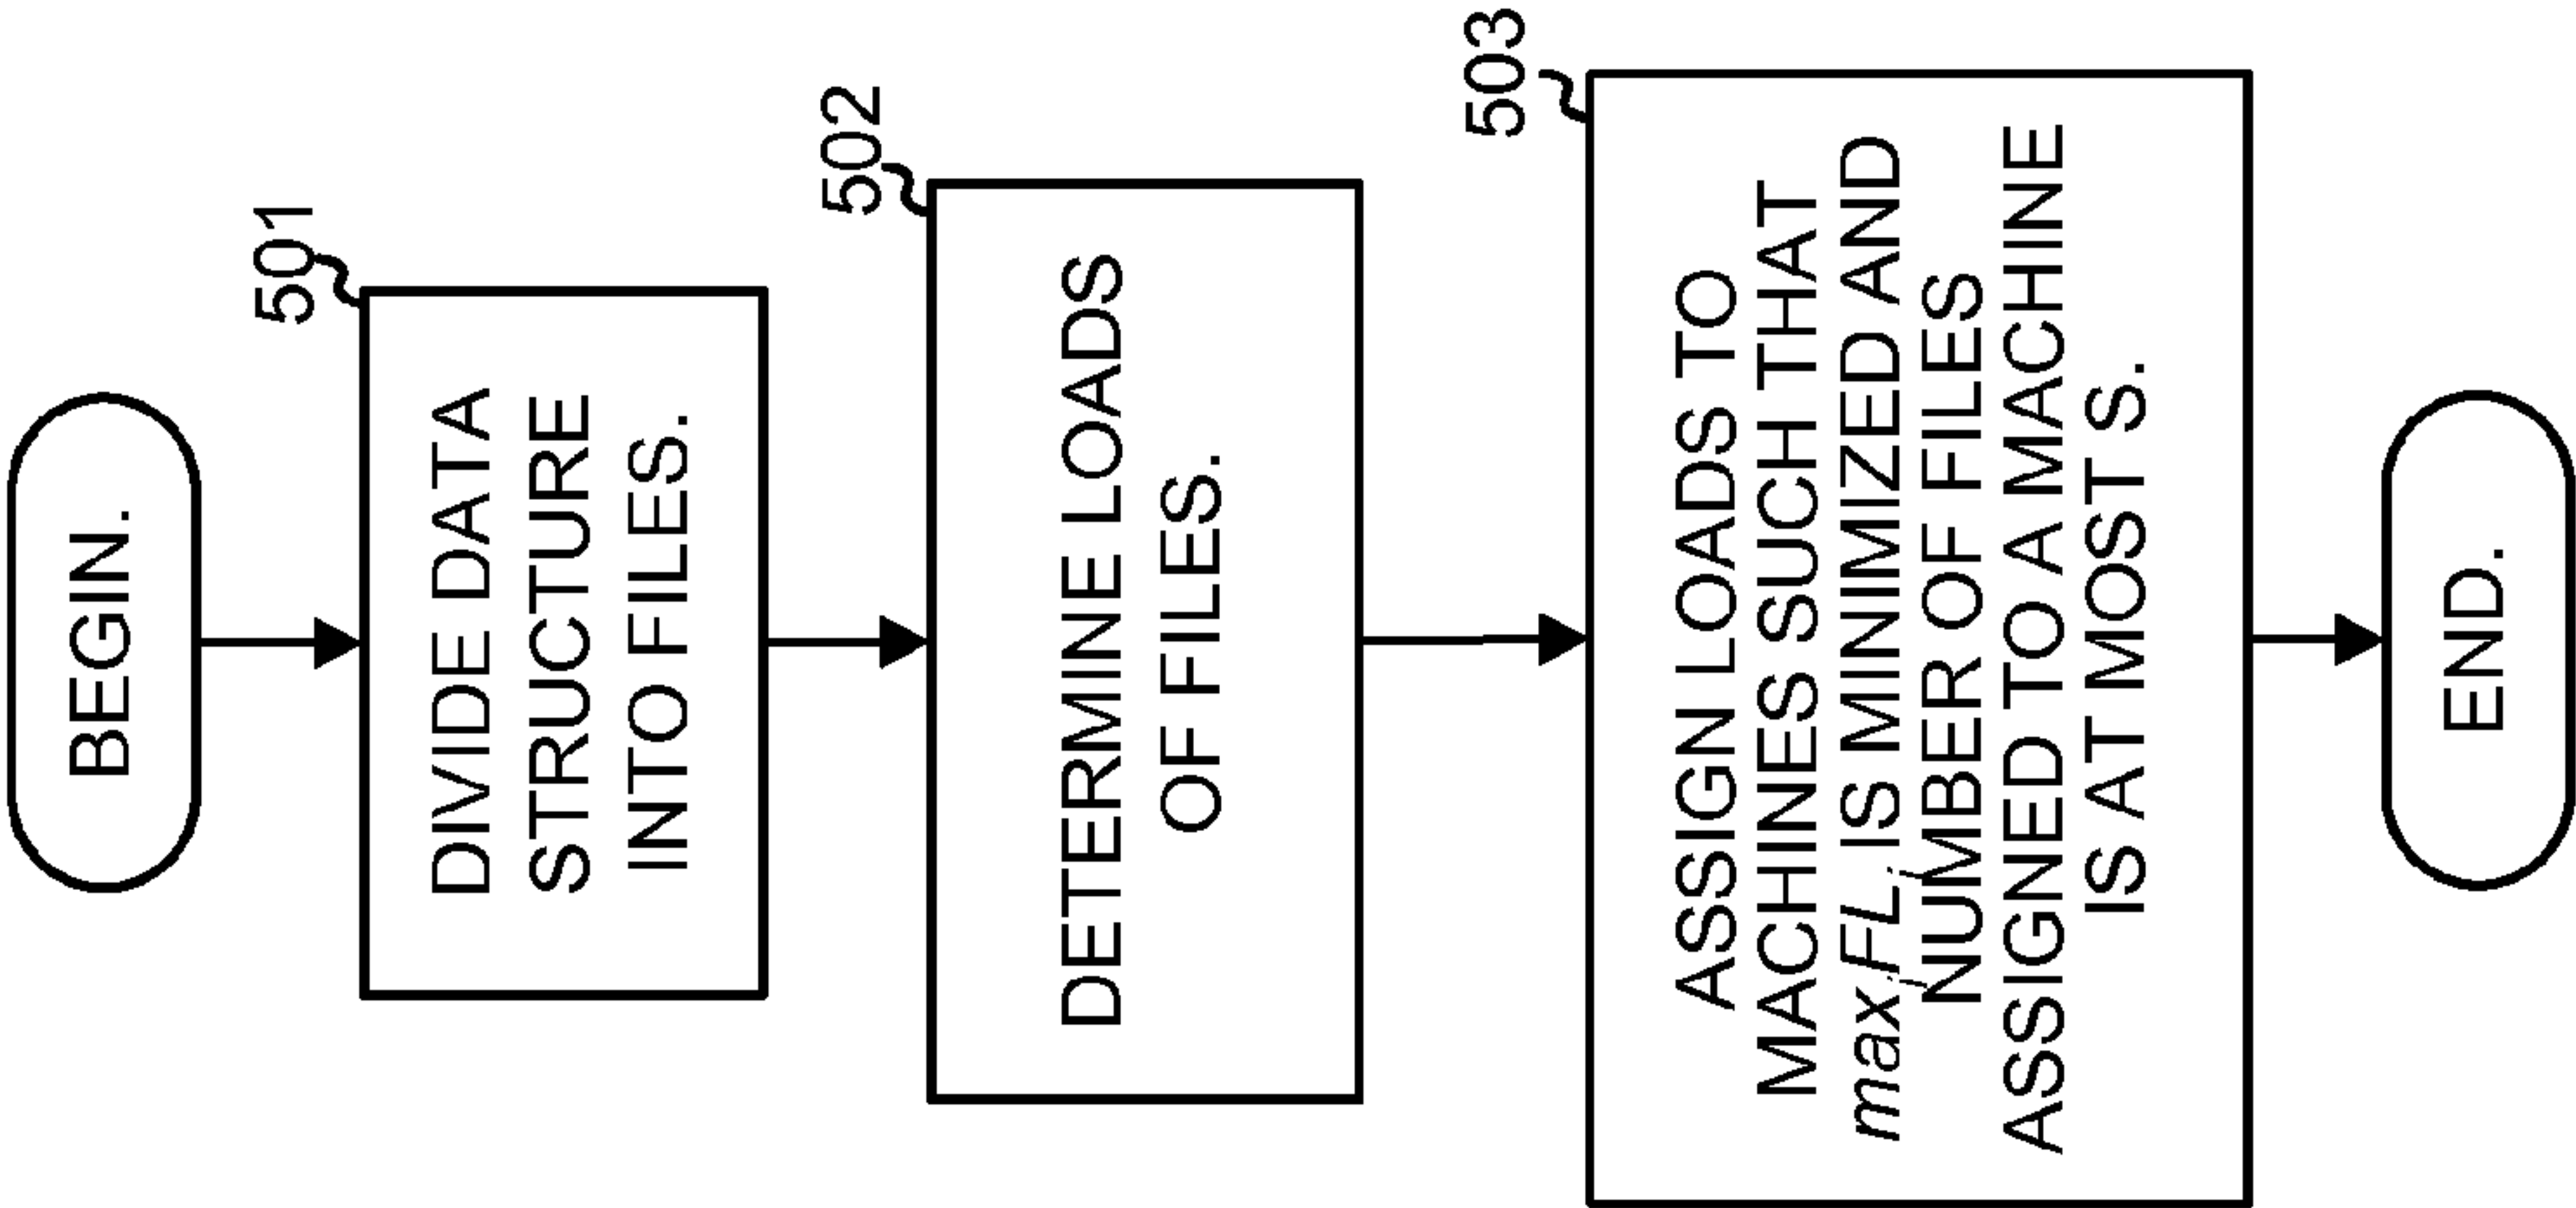 BEGIN.
501
DIVIDE DATA
STRUCTURE
INTO FILES.
502
DETERMINE LOADS
OF FILES.
503
ASSIGN LOADS TO
MACHINES SUCH THAT
max FL IS MINIMIZED AND
NUMBER OF FILES
ASSIGNED TO A MACHINE
IS AT MOST S.
END.